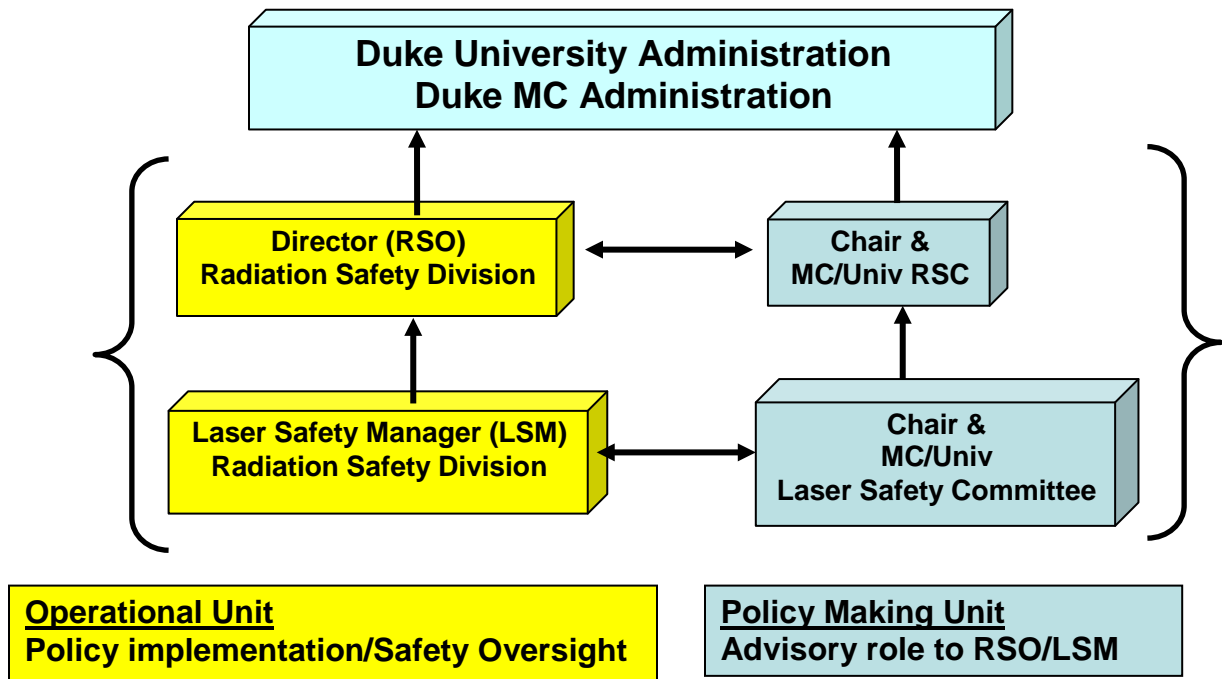 Duke University Administration
Duke MC Administration
Director (RSO)
Radiation Safety Division
Chair &
MC/Univ RSC
Laser Safety Manager (LSM)
Radiation Safety Division
Chair &
MC/Univ
Laser Safety Committee
Operational Unit
Policy implementation/Safety Oversight
Policy Making Unit
Advisory role to RSO/LSM